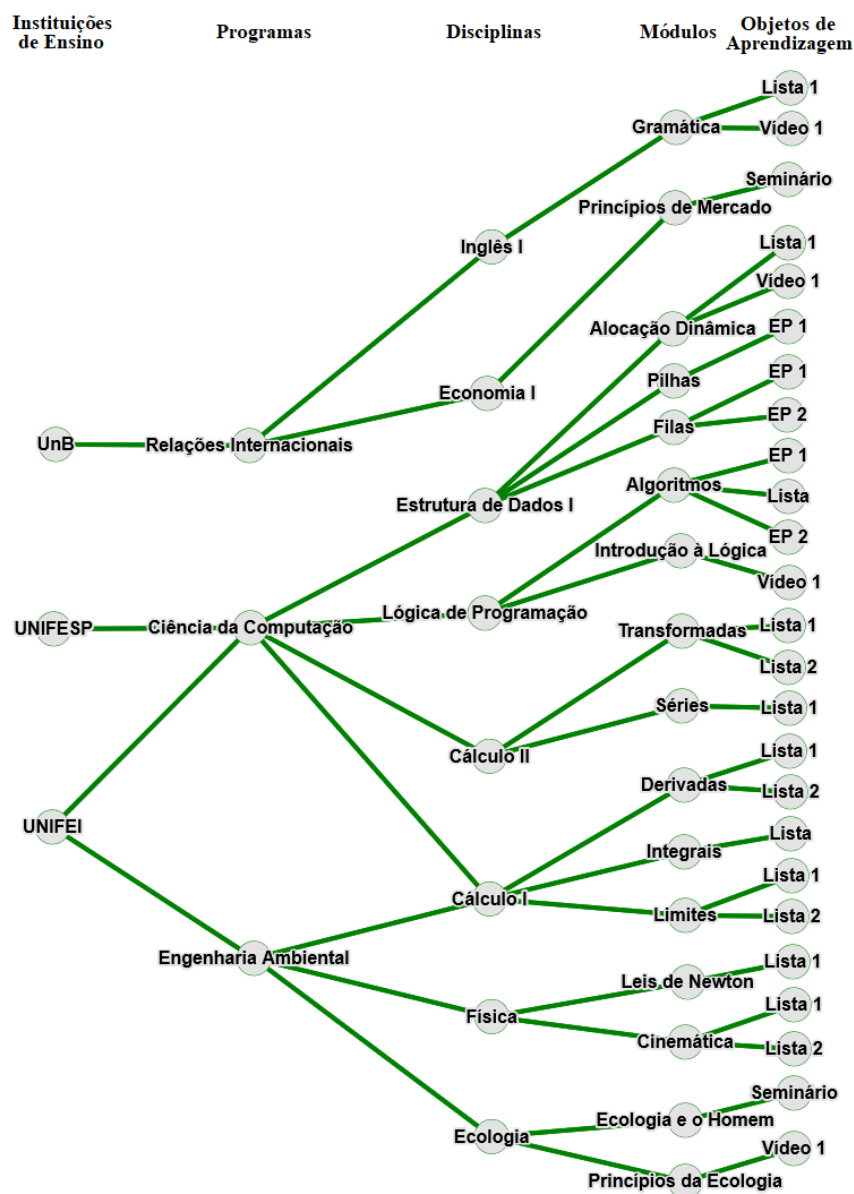 Instituições
de Ensino
Programas
Disciplinas
Módulos
Objetos de
Aprendizagem
Lista 1
Gramática
Vídeo 1
Seminário
Princípios de Mercado
Inglês I
Lista 1
Vídeo 1
Alocação Dinâmica
EP 1
Pilhas
EP 1
Economia I
EP 2
Filas
UnB
Relações Internacionais
EP 1
Algoritmos
Lista
Estrutura de Dados I
EP 2
Introdução à Lógica
Vídeo 1
Lógica de Programação
UNIFESP
Ciência da Computação
Transformadas
Lista 1
Lista 2
Séries
Lista 1
Cálculo II
Lista 1
Derivadas
Lista 2
UNIFEI
Lista
Integrais
Lista 1
Cálculo I
Limites
Lista 2
Engenharia Ambiental
Lista 1
Leis de Newton
Lista 1
Física
Cinemática
Lista 2
Seminário
Ecologia e o Homem
Ecologia
Vídeo 1
Princípios da Ecologia